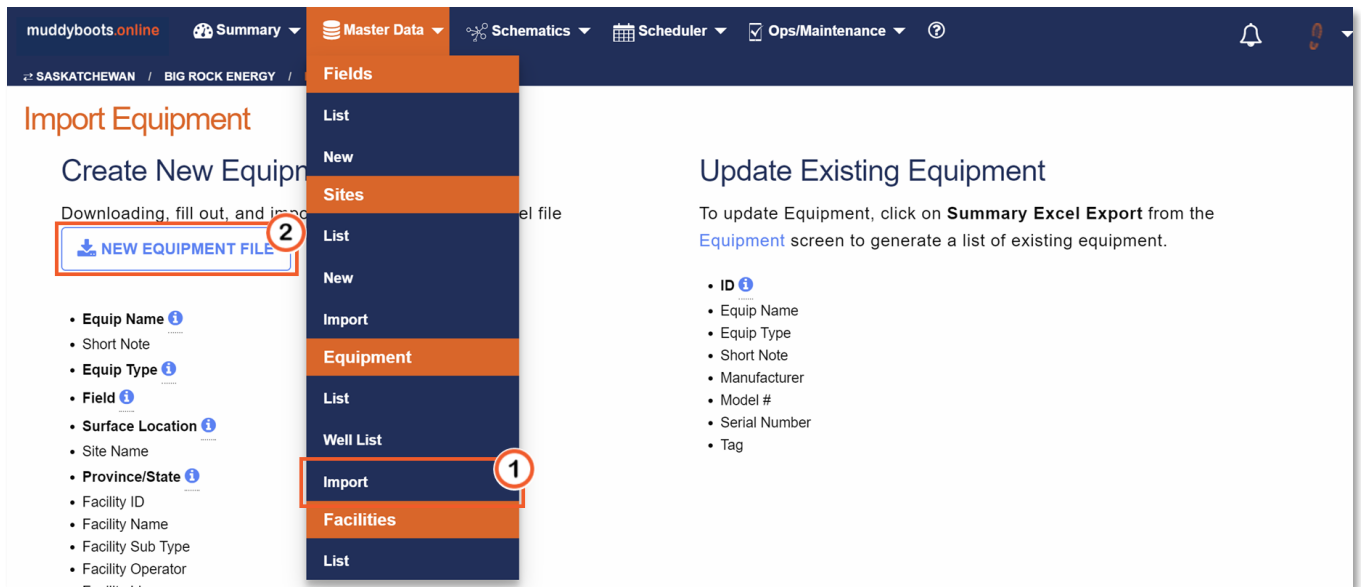 muddyboots.online Summary Master Data Schematics Scheduler Ops/Maintenance ?
SASKATCHEWAN / BIG ROCK ENERGY /
Fields
List
New
Sites
List
New
Import
Equipment
List
Well List
Import
1
Facilities
List
Import Equipment
Create New Equipm
Downloading, fill out, and impo
el file
2
NEW EQUIPMENT FILE
• Equip Name i
• Short Note
• Equip Type i
• Field i
• Surface Location i
• Site Name
• Province/State i
• Facility ID
• Facility Name
• Facility Sub Type
• Facility Operator
Update Existing Equipment
To update Equipment, click on Summary Excel Export from the
Equipment screen to generate a list of existing equipment.
• ID i
• Equip Name
• Equip Type
• Short Note
• Manufacturer
• Model #
• Serial Number
• Tag